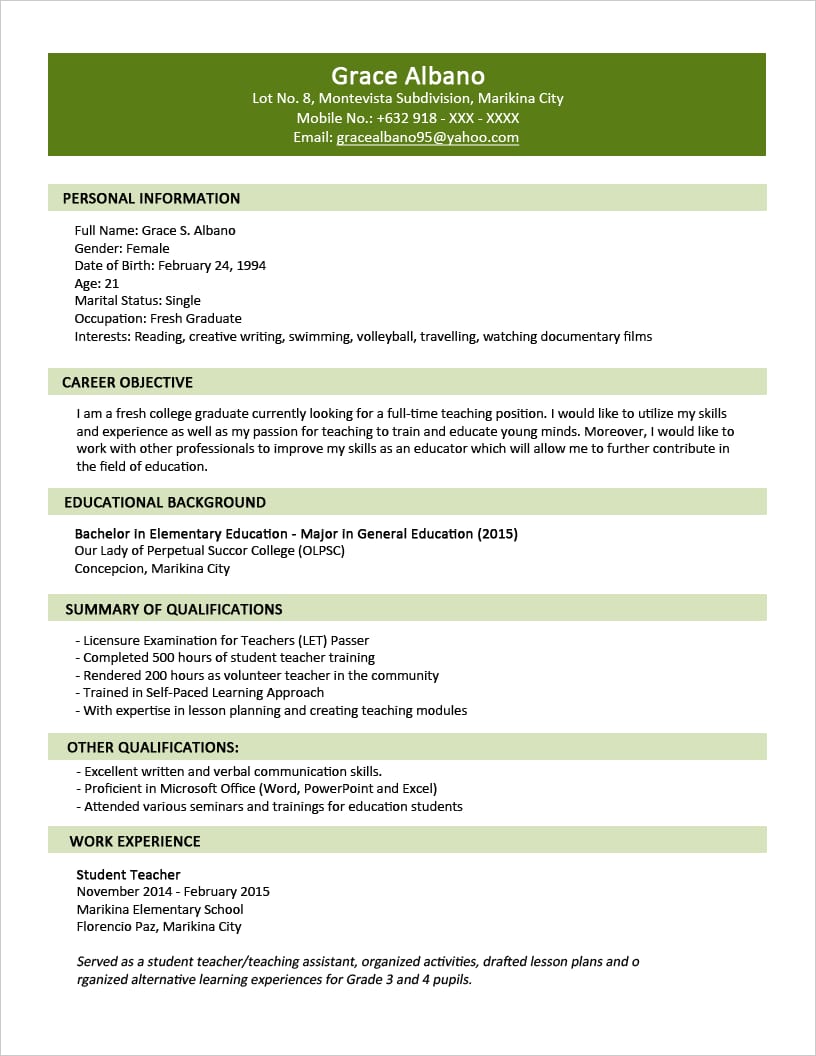 Grace Albano
Lot No. 8, Montevista Subdivision, Marikina City
Mobile No.: +632 918 - XXX - XXXX
Email: gracealbano95@yahoo.com
PERSONAL INFORMATION
Full Name: Grace S. Albano
Gender: Female
Date of Birth: February 24, 1994
Age: 21
Marital Status: Single
Occupation: Fresh Graduate
Interests: Reading, creative writing, swimming, volleyball, travelling, watching documentary films
CAREER OBJECTIVE
I am a fresh college graduate currently looking for a full-time teaching position. I would like to utilize my skills
and experience as well as my passion for teaching to train and educate young minds. Moreover, I would like to
work with other professionals to improve my skills as an educator which will allow me to further contribute in
the field of education.
EDUCATIONAL BACKGROUND
Bachelor in Elementary Education - Major in General Education (2015)
Our Lady of Perpetual Succor College (OLPSC)
Concepcion, Marikina City
SUMMARY OF QUALIFICATIONS
- Licensure Examination for Teachers (LET) Passer
- Completed 500 hours of student teacher training
- Rendered 200 hours as volunteer teacher in the community
- Trained in Self-Paced Learning Approach
- With expertise in lesson planning and creating teaching modules
OTHER QUALIFICATIONS:
- Excellent written and verbal communication skills.
- Proficient in Microsoft Office (Word, PowerPoint and Excel)
- Attended various seminars and trainings for education students
WORK EXPERIENCE
Student Teacher
November 2014 - February 2015
Marikina Elementary School
Florencio Paz, Marikina City
Served as a student teacher/teaching assistant, organized activities, drafted lesson plans and o
rganized alternative learning experiences for Grade 3 and 4 pupils.